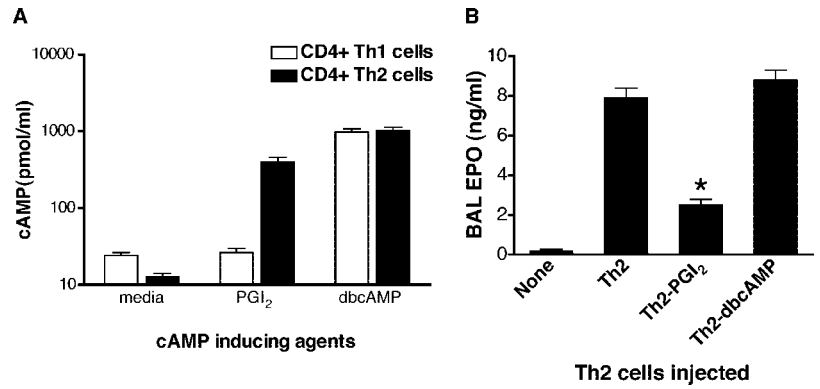 A
10000
1000
100
10
cAMP(pmol/ml)
CD4+ Th1 cells
CD4+ Th2 cells
media
PGI₂
dbcAMP
cAMP inducing agents
B
10
8
6
4
2
0
BAL EPO (ng/ml)
*
None
Th2
Th2-PGI₂
Th2-dbcAMP
Th2 cells injected